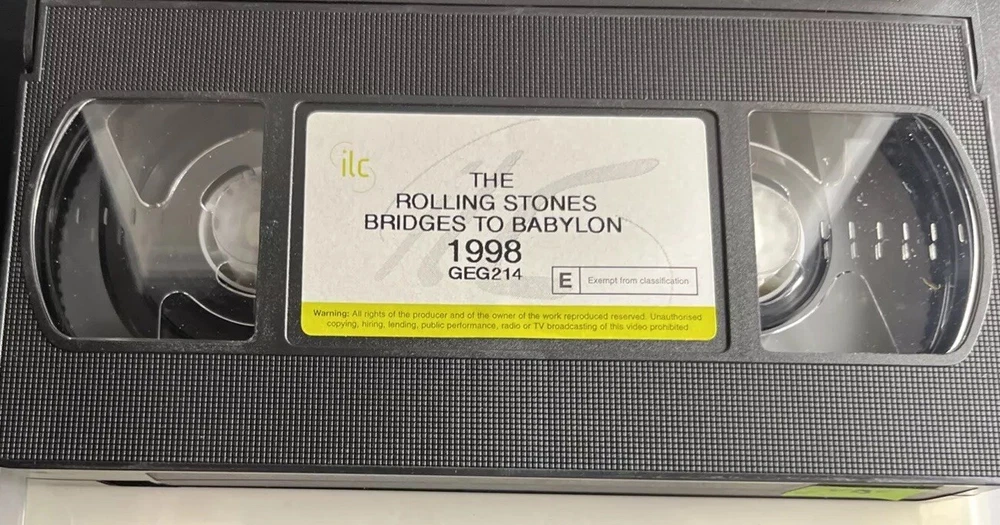 ilc
THE
ROLLING STONES
BRIDGES TO BABYLON
1998
GEG214
E Exempt from classification
Warning: All rights of the producer and of the owner of the work reproduced reserved. Unauthorised
copying, hiring, lending, public performance, radio or TV broadcasting of this video prohibited